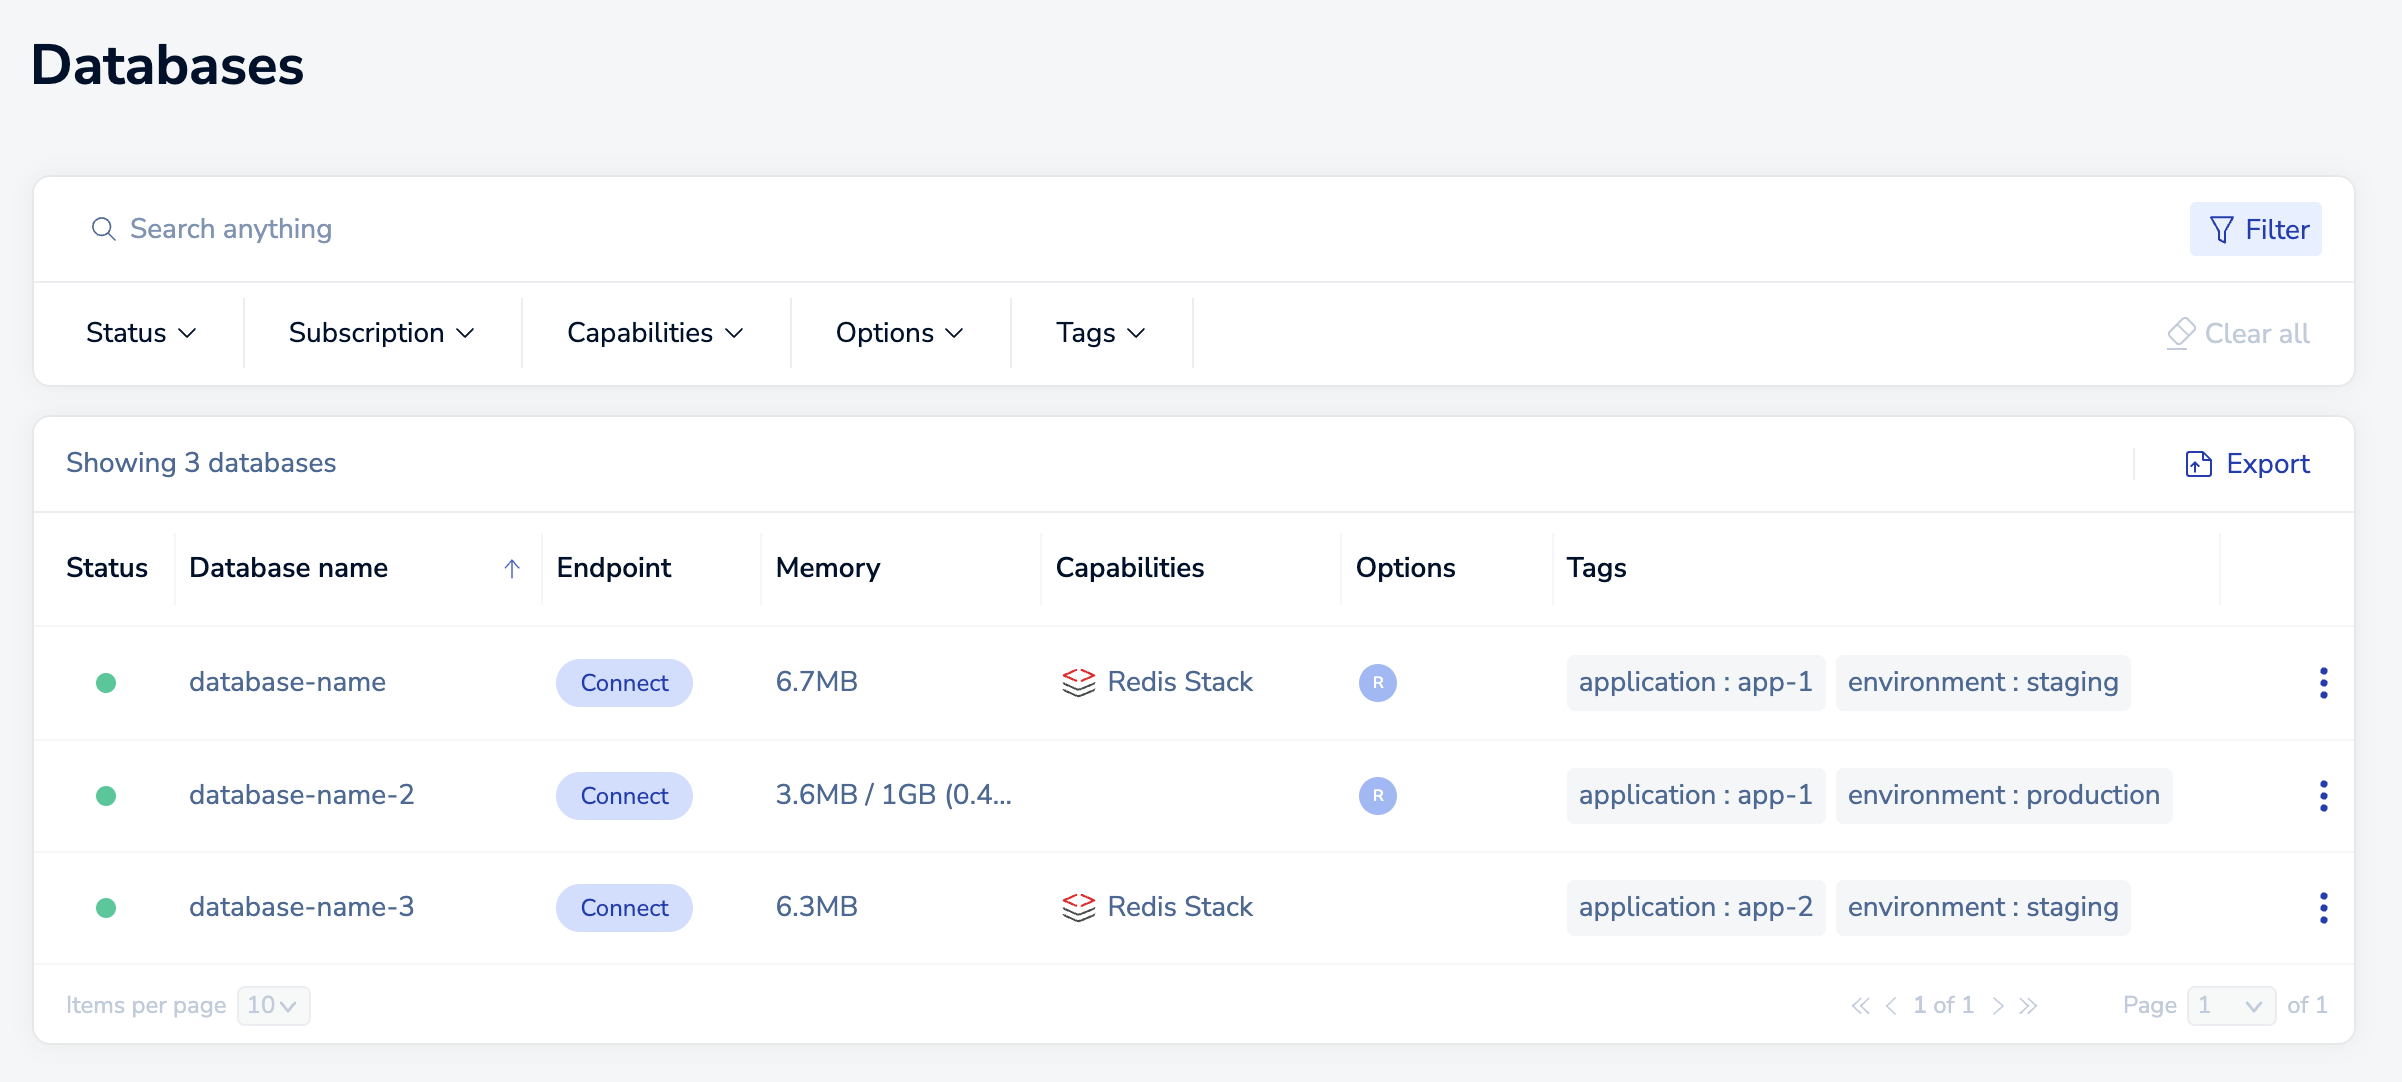 Databases
Search anything
Filter
Status Subscription Capabilities Options Tags Clear all
Showing 3 databases Export
Status Database name Endpoint Memory Capabilities Options Tags
database-name Connect 6.7MB Redis Stack R application : app-1 environment : staging
database-name-2 Connect 3.6MB / 1GB (0.4... R application : app-1 environment : production
database-name-3 Connect 6.3MB Redis Stack application : app-2 environment : staging
Items per page 10 1 of 1 Page 1 of 1